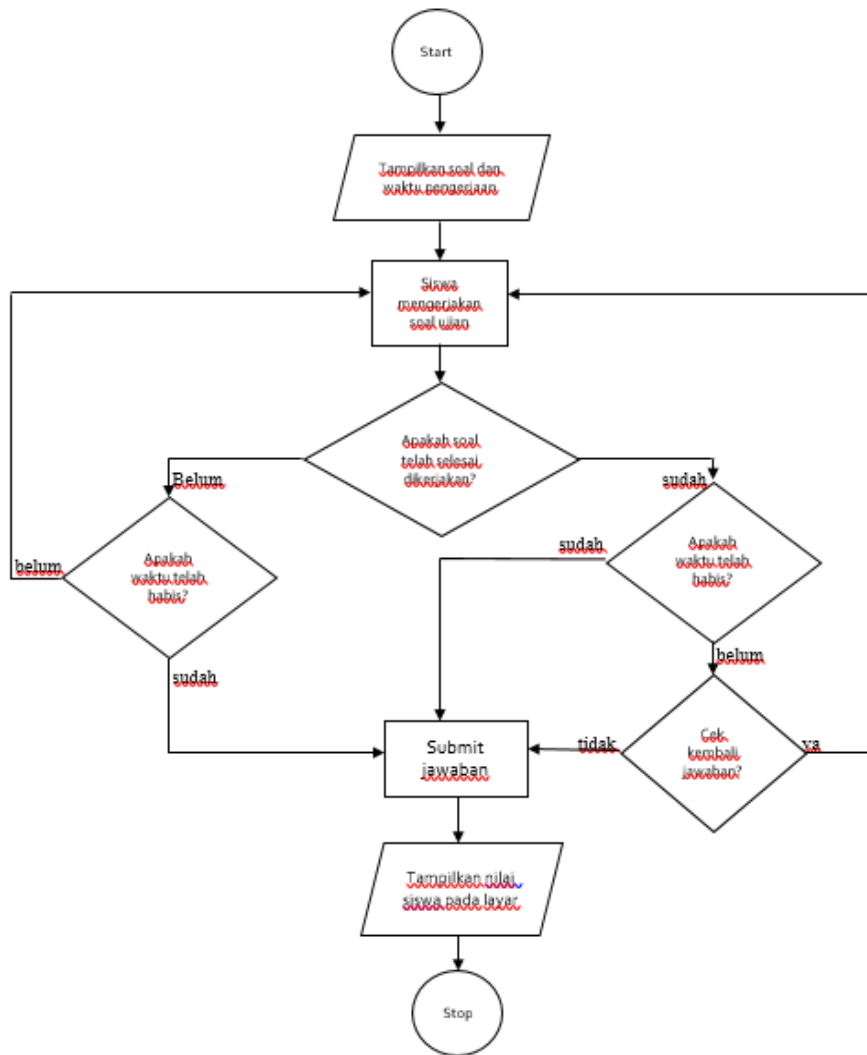 Start
Tampilkan soal dan
waktu pengerjaan
Siswa
mengerjakan
soal ujian
Apakah soal
telah selesai
dikerjakan?
Belum
sudah
Apakah
waktu telah
habis?
belum
sudah
sudah
Apakah
waktu telah
habis?
belum
Submit
jawaban
tidak
Cek
kembali
jawaban?
ya
Tampilkan nilai
siswa pada layar
Stop